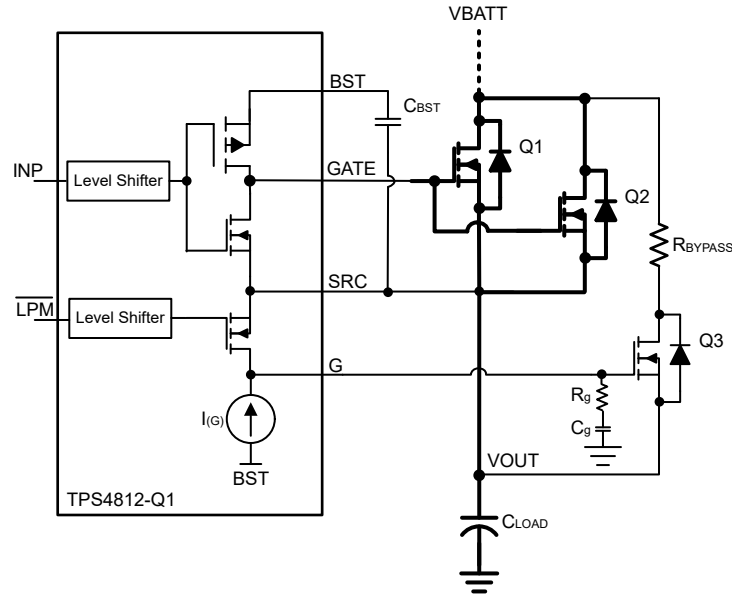 VBATT
BST
CBST
INP
Level Shifter
GATE
Q1
Q2
RBYPASS
SRC
LPM
Level Shifter
Q3
G
Rg
Cg
I(G)
BST
VOUT
TPS4812-Q1
CLOAD